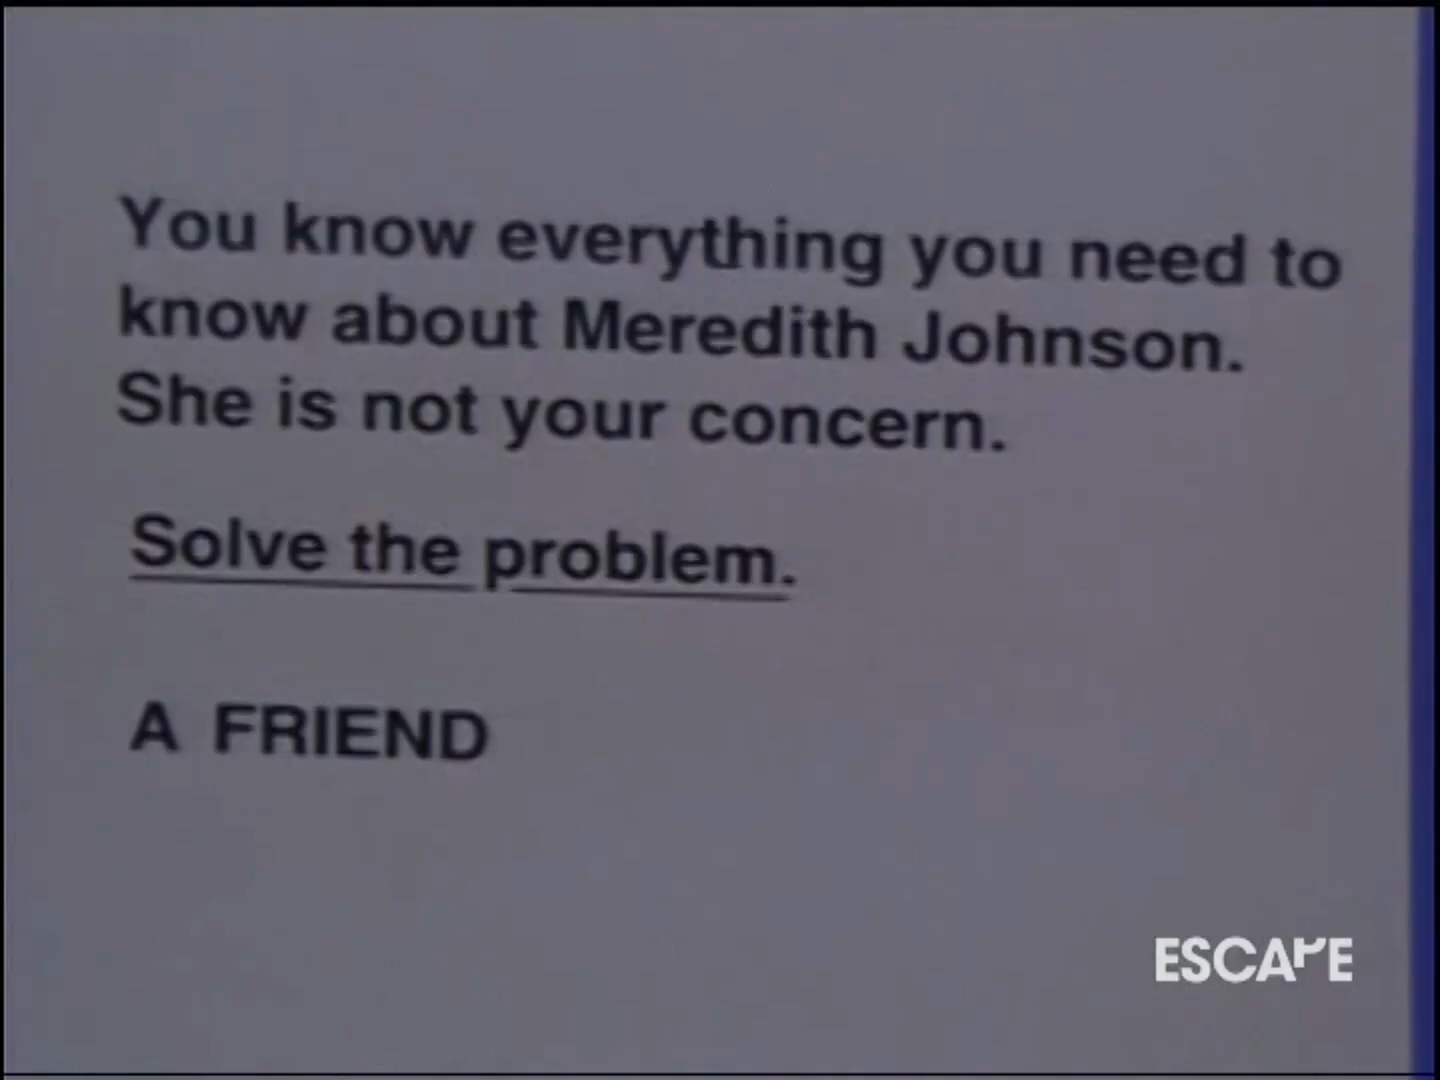 You know everything you need to
know about Meredith Johnson.
She is not your concern.
Solve the problem.
A FRIEND
ESCAPE